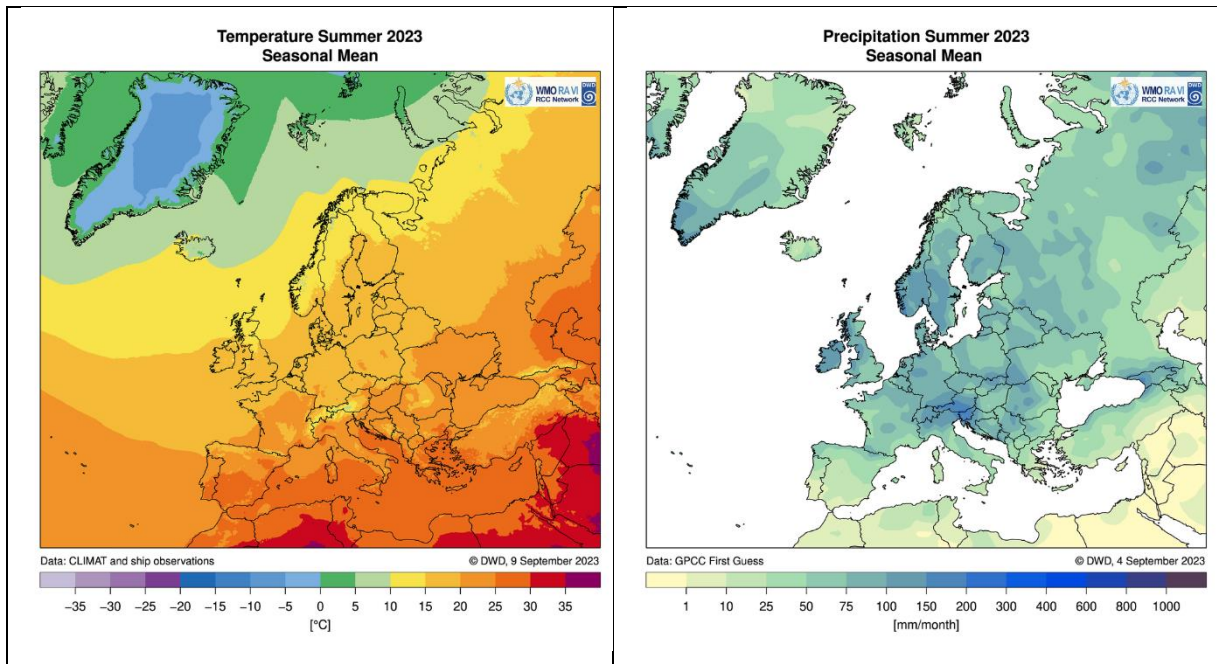 Temperature Summer 2023
Seasonal Mean
WMO RA VI
RCC Network
DWD
Data: CLIMAT and ship observations
© DWD, 9 September 2023
−35 −30 −25 −20 −15 −10 −5 0 5 10 15 20 25 30 35
[°C]
Precipitation Summer 2023
Seasonal Mean
WMO RA VI
RCC Network
DWD
Data: GPCC First Guess
© DWD, 4 September 2023
1 10 25 50 75 100 150 200 300 400 600 800 1000
[mm/month]